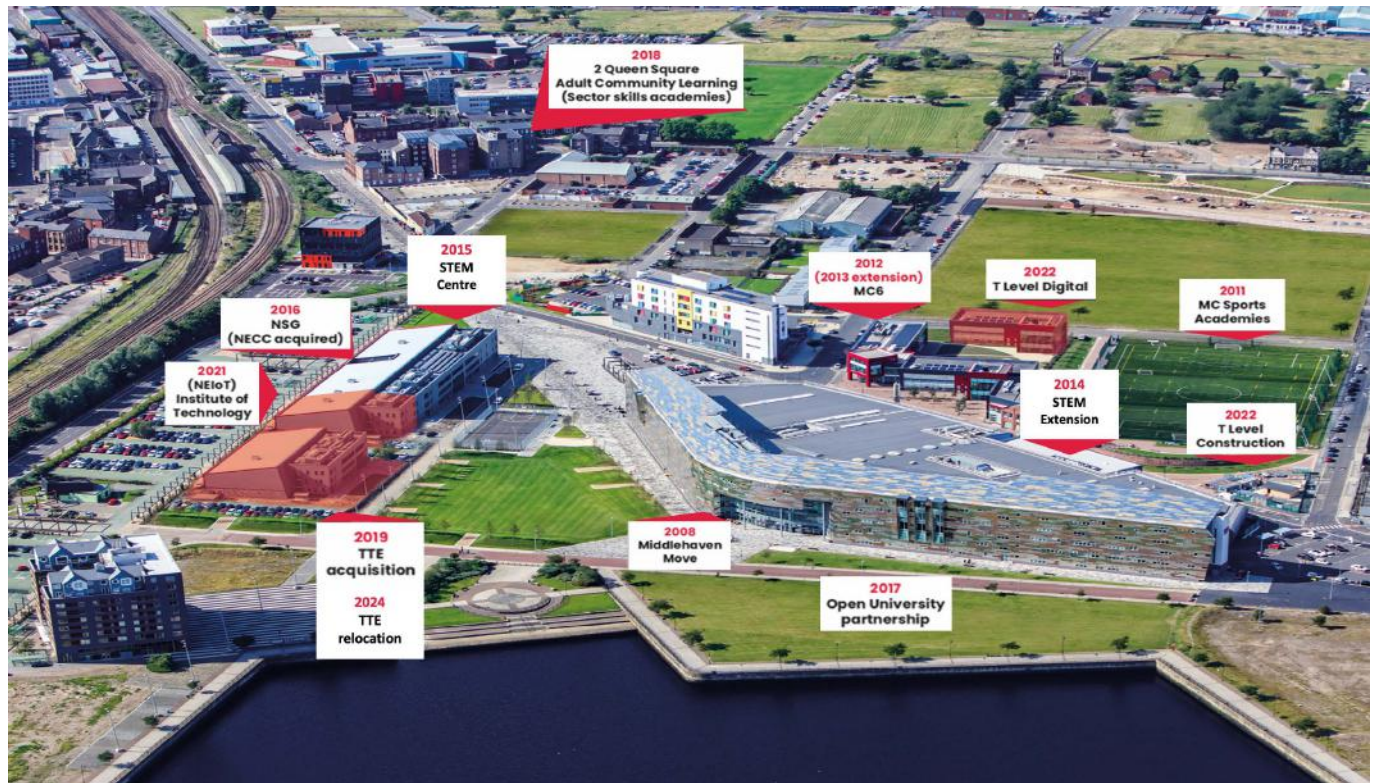 2018
2 Queen Square
Adult Community Learning
(Sector skills academies)
2015
STEM
Centre
2012
(2013 extension)
MC6
2022
T Level Digital
2011
MC Sports
Academies
2016
NSG
(NECC acquired)
2021
(NEIoT)
Institute of
Technology
2014
STEM
Extension
2022
T Level
Construction
2019
TTE
acquisition
2024
TTE
relocation
2008
Middlehaven
Move
2017
Open University
partnership